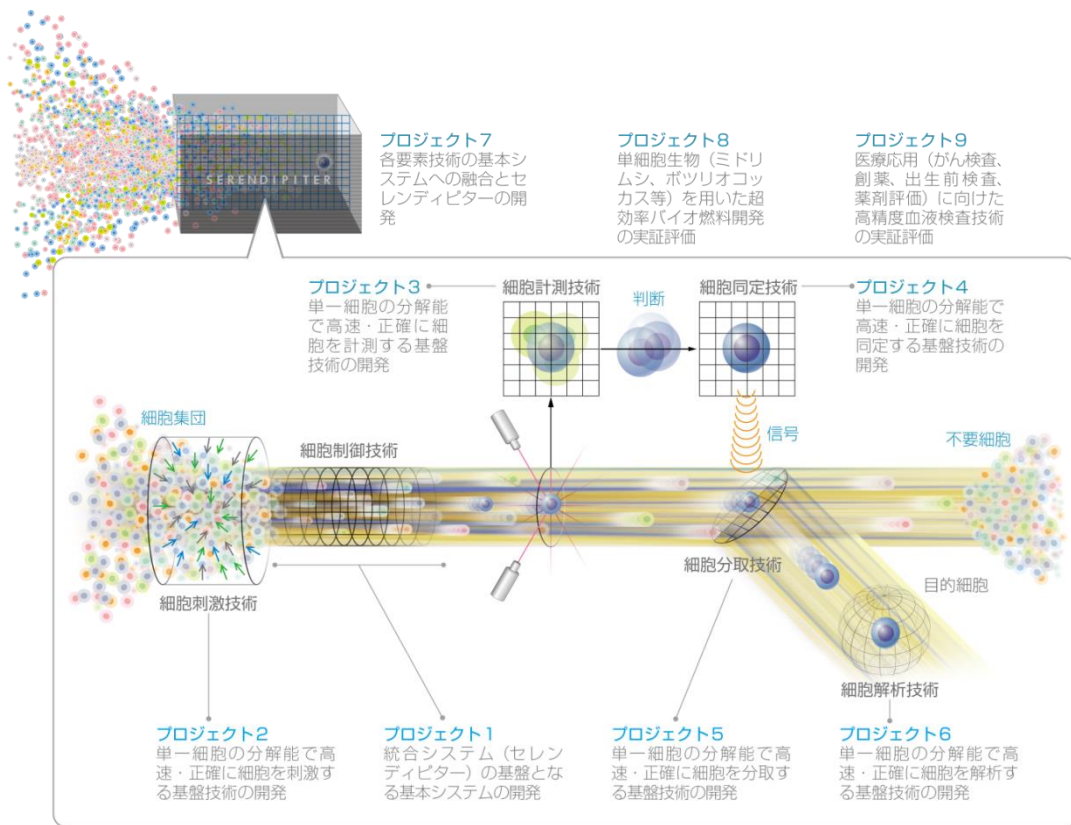 SERENDIPITER
プロジェクト7
各要素技術の基本シ
ステムへの融合とセ
レンディピターの開
発
プロジェクト8
単細胞生物（ミドリ
ムシ、ボツリオコッ
カス等）を用いた超
効率バイオ燃料開発
の実証評価
プロジェクト9
医療応用（がん検査、
創薬、出生前検査、
薬剤評価）に向けた
高精度血液検査技術
の実証評価
プロジェクト3
単一細胞の分解能
で高速・正確に細
胞を計測する基盤
技術の開発
細胞計測技術
判断
細胞同定技術
プロジェクト4
単一細胞の分解能で
高速・正確に細胞を
同定する基盤技術の
開発
細胞集団
細胞制御技術
信号
不要細胞
細胞刺激技術
細胞分取技術
目的細胞
細胞解析技術
プロジェクト2
単一細胞の分解能で高
速・正確に細胞を刺激す
る基盤技術の開発
プロジェクト1
統合システム（セレン
ディピター）の基盤とな
る基本システムの開発
プロジェクト5
単一細胞の分解能で高
速・正確に細胞を分取す
る基盤技術の開発
プロジェクト6
単一細胞の分解能で高
速・正確に細胞を解析す
る基盤技術の開発